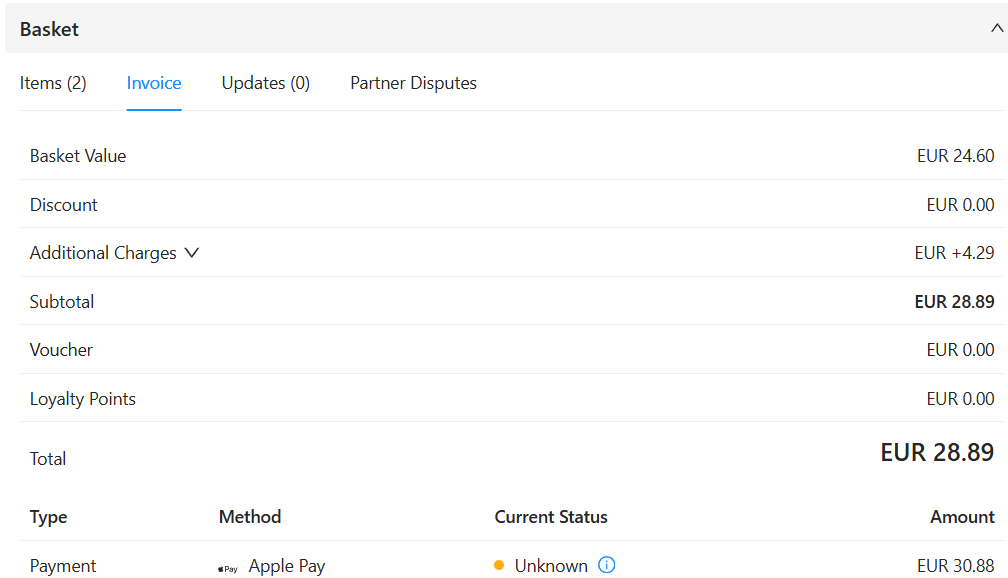 Basket
Items (2) Invoice Updates (0) Partner Disputes
Basket Value EUR 24.60
Discount EUR 0.00
Additional Charges EUR +4.29
Subtotal EUR 28.89
Voucher EUR 0.00
Loyalty Points EUR 0.00
Total EUR 28.89
Type Method Current Status Amount
Payment Pay Apple Pay Unknown EUR 30.88